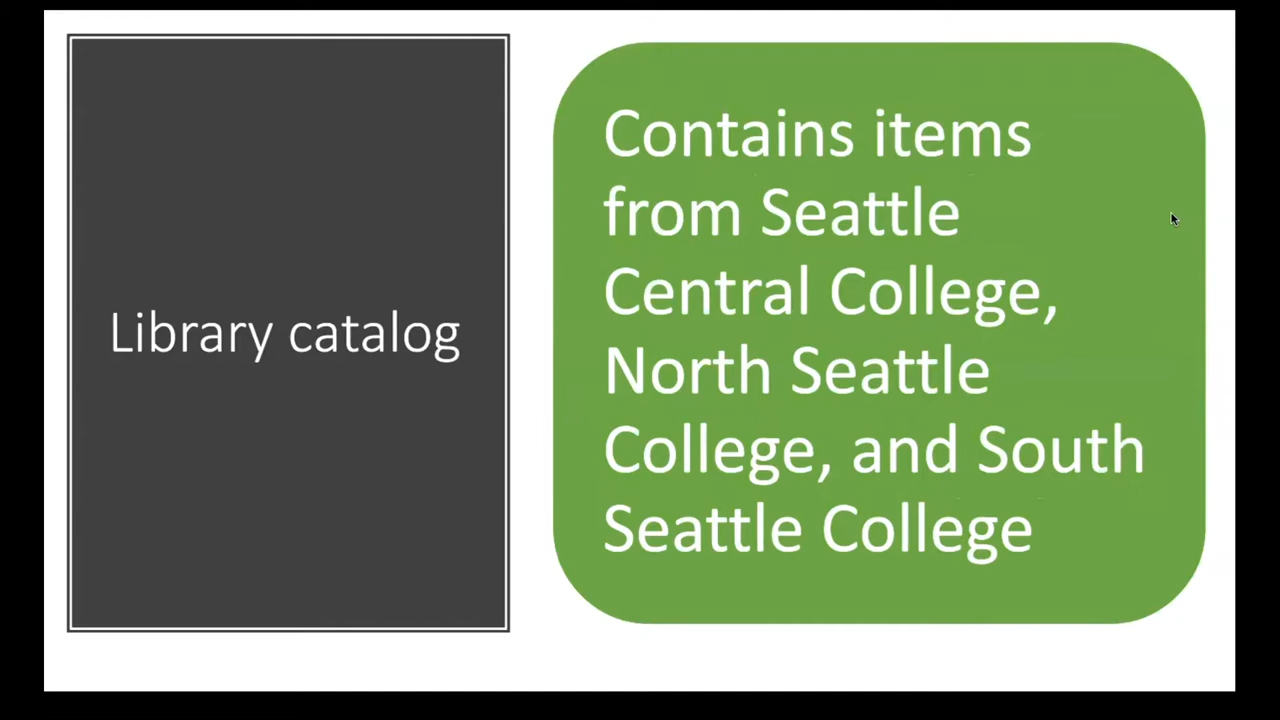 Library catalog
Contains items
from Seattle
Central College,
North Seattle
College, and South
Seattle College